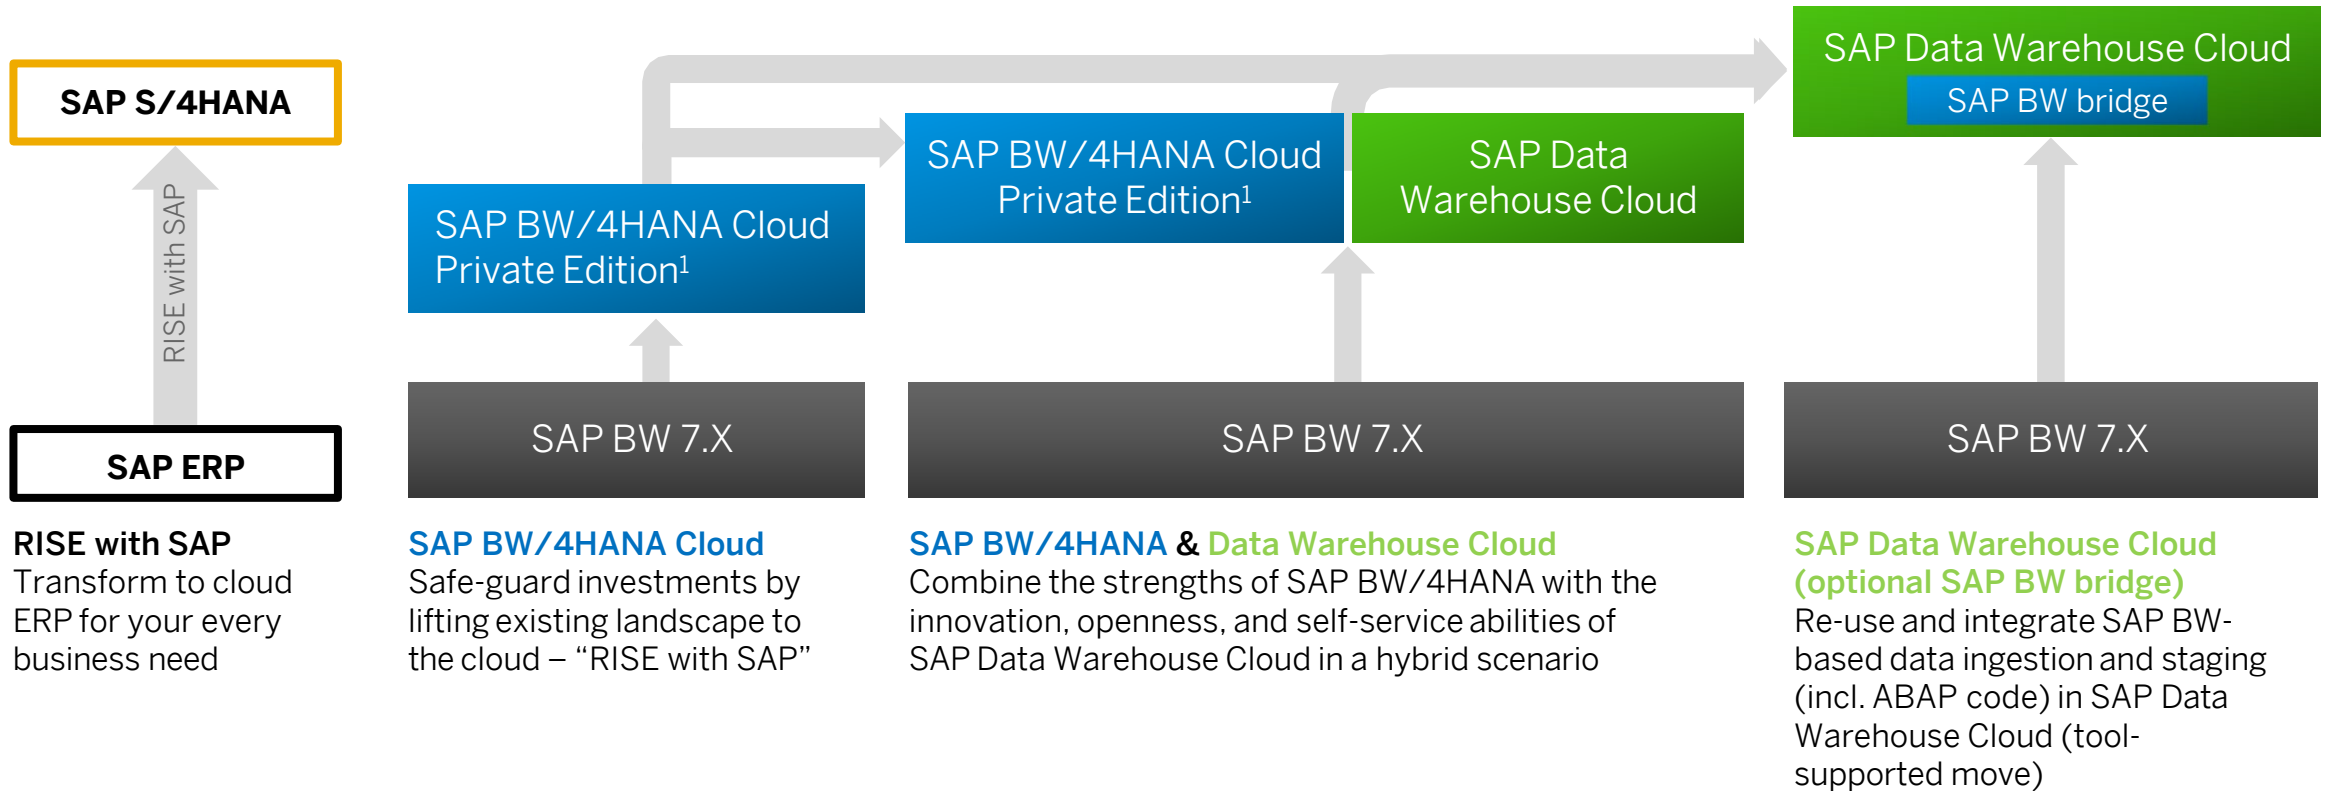 SAP S/4HANA
RISE with SAP
SAP ERP
RISE with SAP
Transform to cloud
ERP for your every
business need
SAP BW/4HANA Cloud
Private Edition¹
SAP BW 7.X
SAP BW/4HANA Cloud
Safe-guard investments by
lifting existing landscape to
the cloud – “RISE with SAP”
SAP BW/4HANA Cloud
Private Edition¹
SAP Data
Warehouse Cloud
SAP BW 7.X
SAP BW/4HANA & Data Warehouse Cloud
Combine the strengths of SAP BW/4HANA with the
innovation, openness, and self-service abilities of
SAP Data Warehouse Cloud in a hybrid scenario
SAP Data Warehouse Cloud
SAP BW bridge
SAP BW 7.X
SAP Data Warehouse Cloud
(optional SAP BW bridge)
Re-use and integrate SAP BW-
based data ingestion and staging
(incl. ABAP code) in SAP Data
Warehouse Cloud (tool-
supported move)